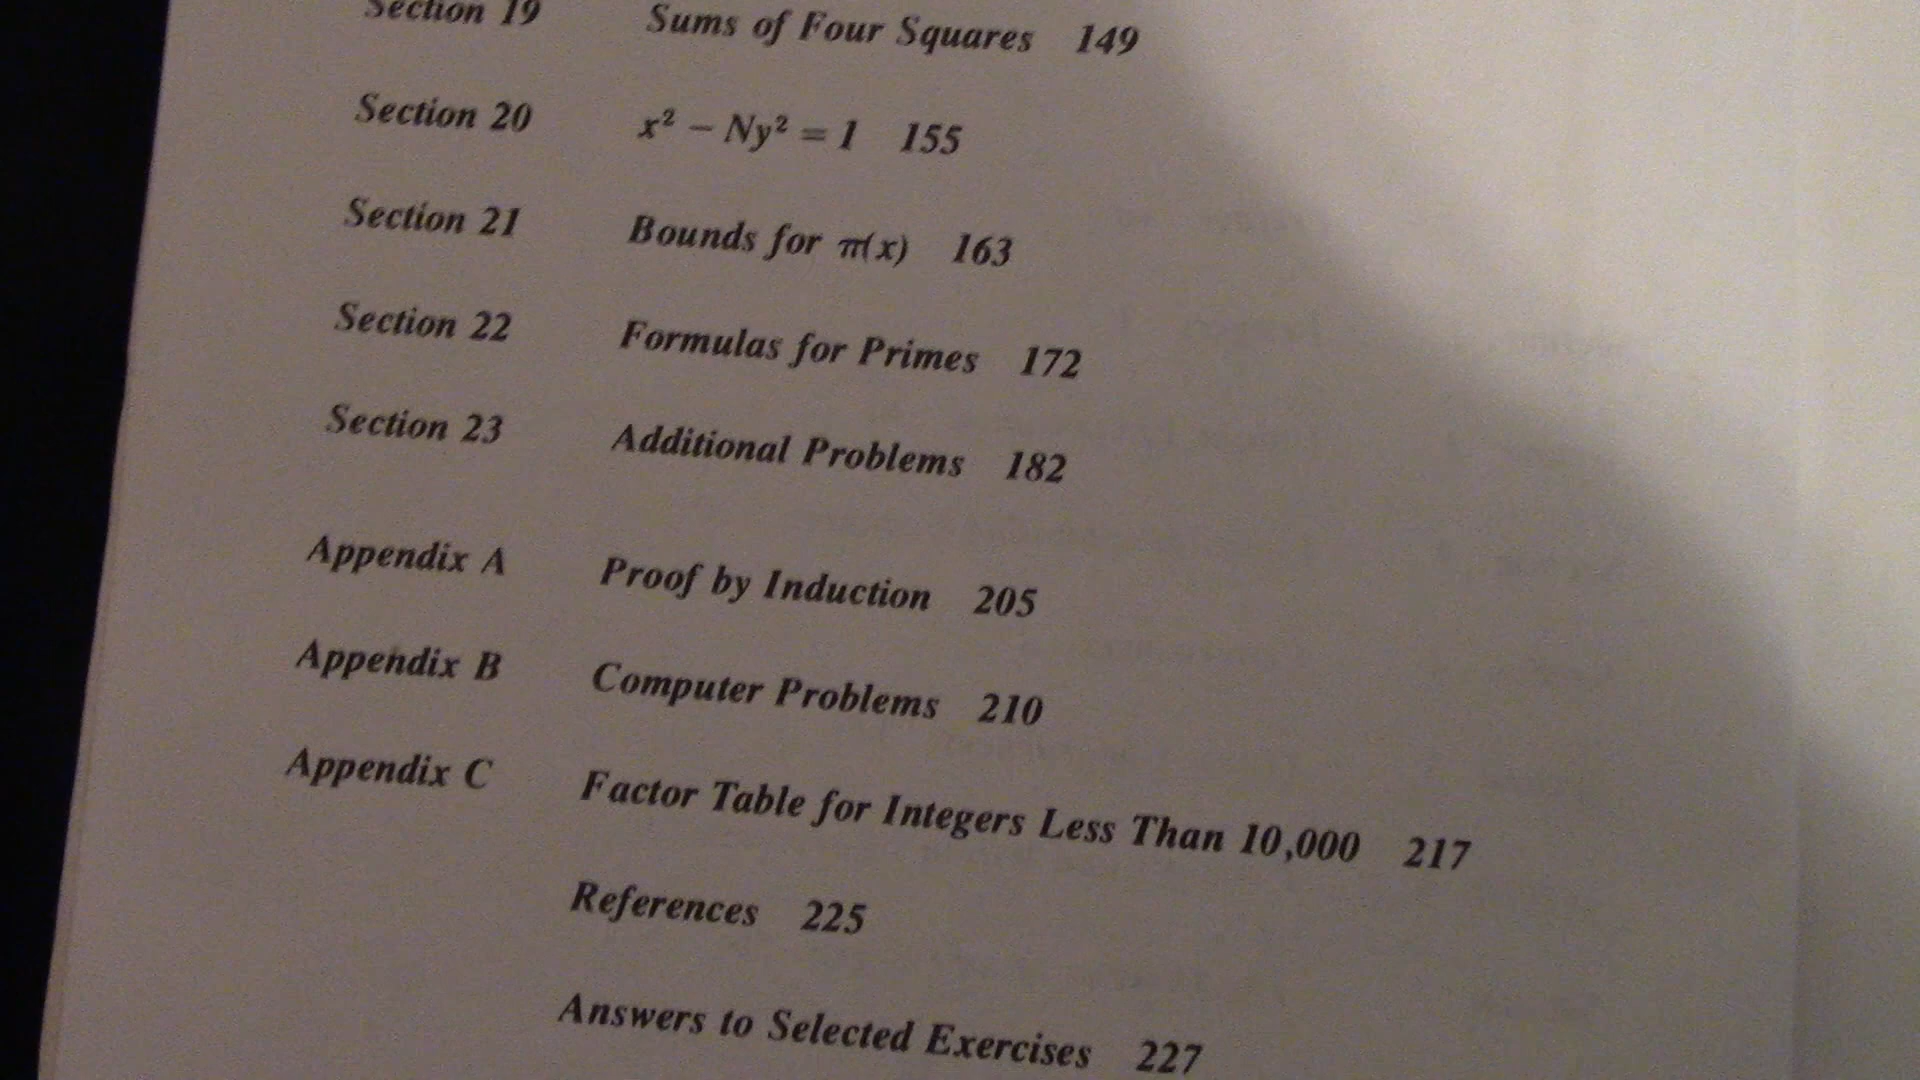 Section 19 Sums of Four Squares 149
Section 20 x² – Ny² = 1 155
Section 21 Bounds for π(x) 163
Section 22 Formulas for Primes 172
Section 23 Additional Problems 182
Appendix A Proof by Induction 205
Appendix B Computer Problems 210
Appendix C Factor Table for Integers Less Than 10,000 217
References 225
Answers to Selected Exercises 227